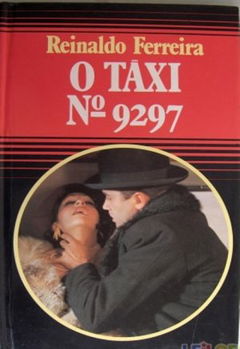 Reinaldo Ferreira
O TÁXI
Nº 9297